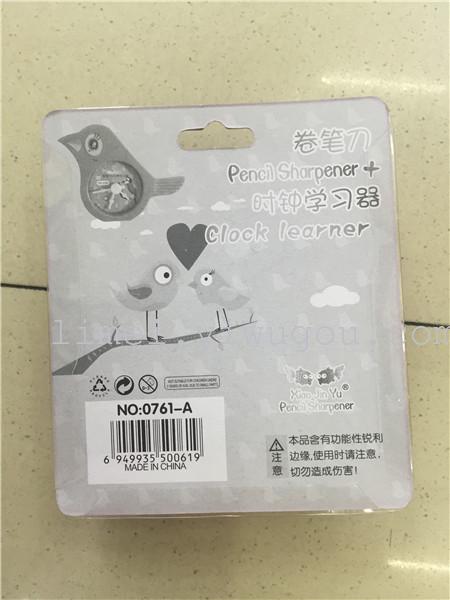 卷笔刀
Pencil Sharpener +
时钟学习器
Clock learner
Xiao Jin Yu®
Pencil Sharpener
NO:0761-A
6 949935 500619
MADE IN CHINA
注意
本品含有功能性锐利
边缘,使用时请注意,
切勿造成伤害!